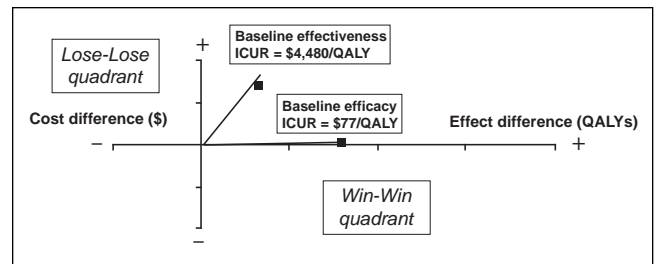 Lose-Lose
quadrant
+
Baseline effectiveness
ICUR = $4,480/QALY
Baseline efficacy
ICUR = $77/QALY
Cost difference ($)
Effect difference (QALYs)
−
+
Win-Win
quadrant
−